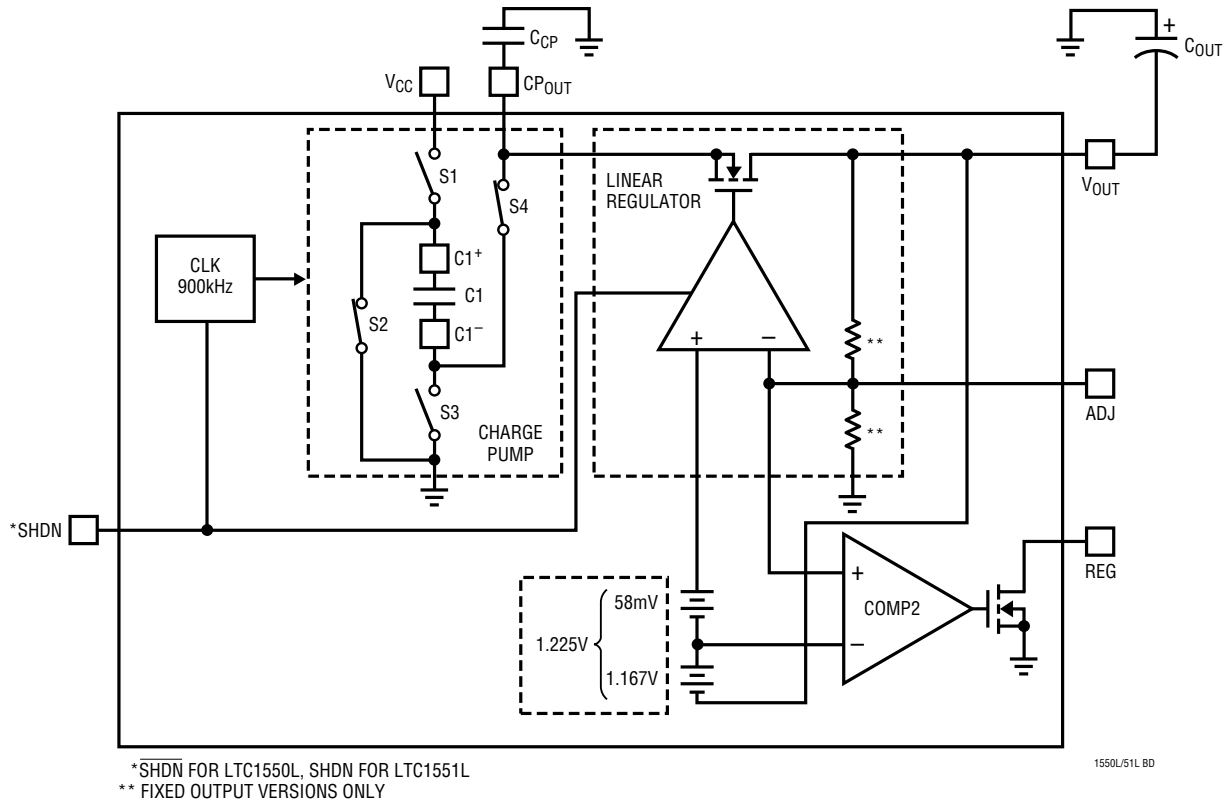 C_CP
+
C_OUT
V_CC
CP_OUT
S1
S4
LINEAR
REGULATOR
V_OUT
CLK
900kHz
C1⁺
C1
C1⁻
S2
**
+
–
ADJ
S3
**
CHARGE
PUMP
*SHDN
REG
58mV
+
COMP2
1.225V
–
1.167V
*S̅H̅D̅N̅ FOR LTC1550L, SHDN FOR LTC1551L
1550L/51L BD
** FIXED OUTPUT VERSIONS ONLY